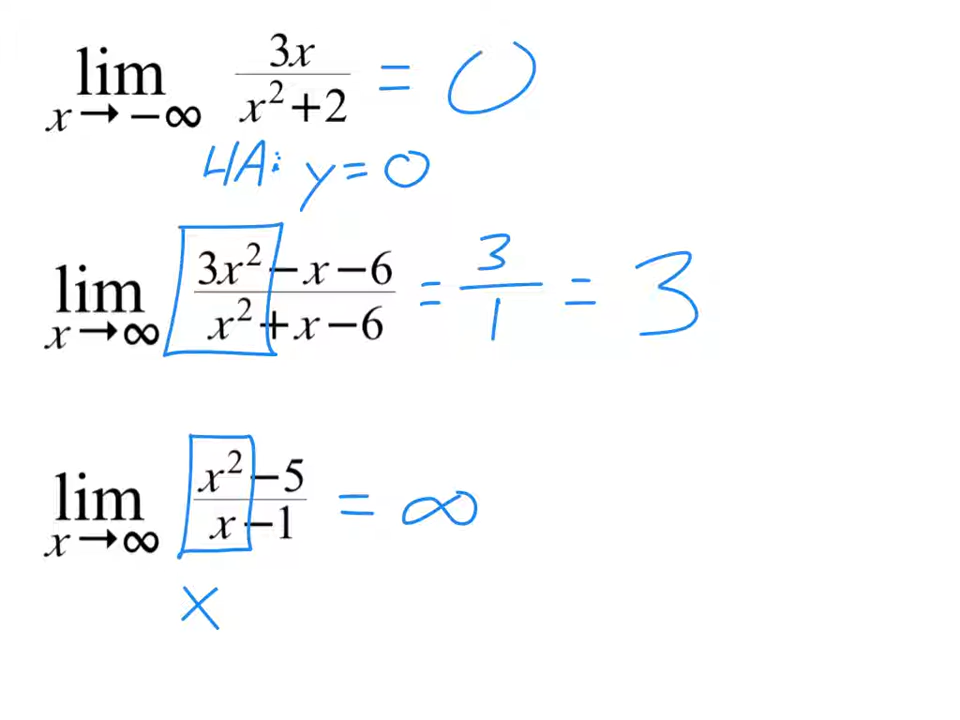 lim x→−∞ 3x / x²+2 = 0
HA: y = 0
lim x→∞ 3x²−x−6 / x²+x−6 = 3/1 = 3
lim x→∞ x²−5 / x−1 = ∞
x